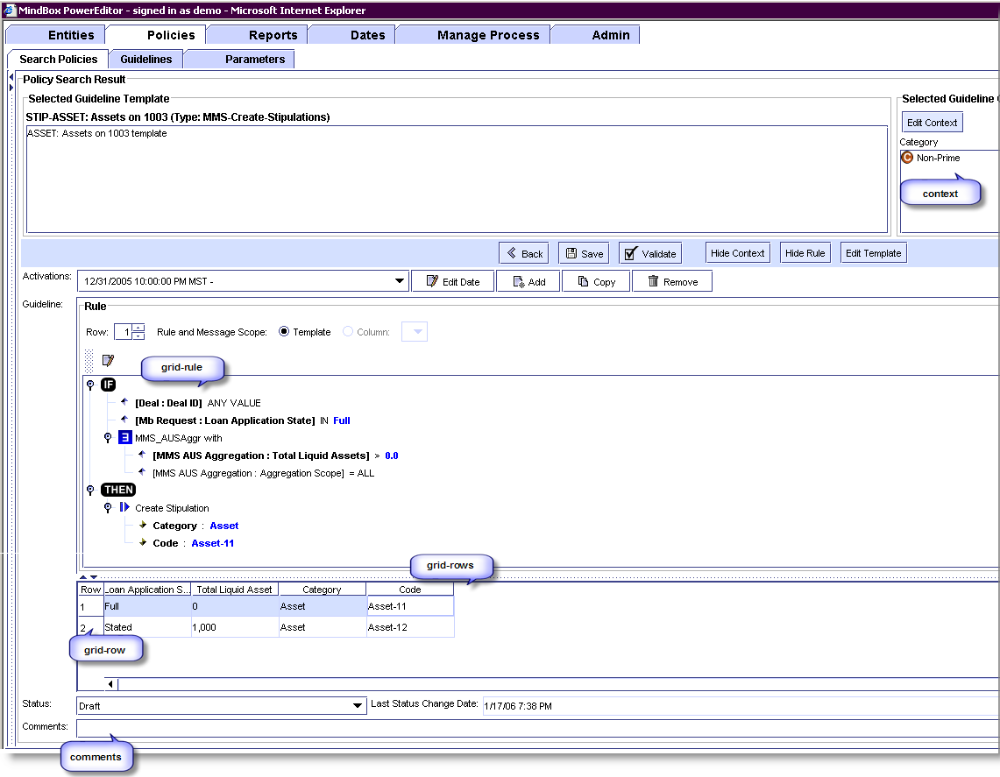 MindBox PowerEditor - signed in as demo - Microsoft Internet Explorer
Entities Policies Reports Dates Manage Process Admin
Search Policies Guidelines Parameters
Policy Search Result
Selected Guideline Template
STIP-ASSET: Assets on 1003 (Type: MMS-Create-Stipulations)
ASSET: Assets on 1003 template
Selected Guideline
Edit Context
Category
C Non-Prime
context
Back Save Validate Hide Context Hide Rule Edit Template
Activations: 12/31/2005 10:00:00 PM MST - Edit Date Add Copy Remove
Guideline: Rule
Row: 1 Rule and Message Scope: Template Column:
grid-rule
IF
[Deal : Deal ID] ANY VALUE
[Mb Request : Loan Application State] IN Full
∃ MMS_AUSAggr with
[MMS AUS Aggregation : Total Liquid Assets] > 0.0
[MMS AUS Aggregation : Aggregation Scope] = ALL
THEN
Create Stipulation
Category : Asset
Code : Asset-11
grid-rows
Row Loan Application S... Total Liquid Asset Category Code
1 Full 0 Asset Asset-11
2 Stated 1,000 Asset Asset-12
grid-row
Status: Draft Last Status Change Date: 1/17/06 7:38 PM
Comments:
comments